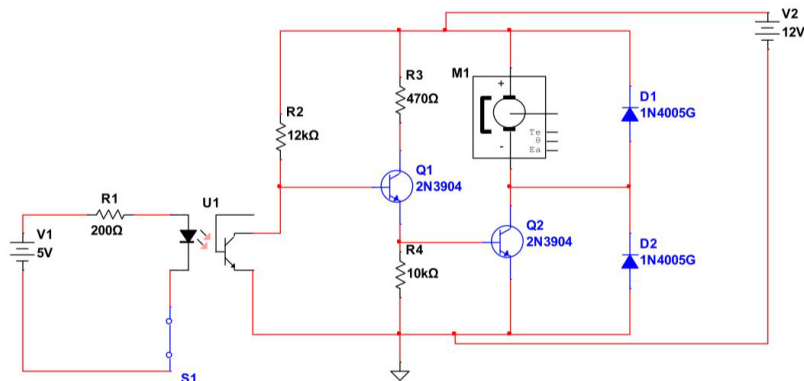 V2
12V
M1
+
Te
θ
Ea
-
R3
470Ω
D1
1N4005G
R2
12kΩ
Q1
2N3904
R1
200Ω
U1
V1
5V
Q2
2N3904
R4
10kΩ
D2
1N4005G
S1